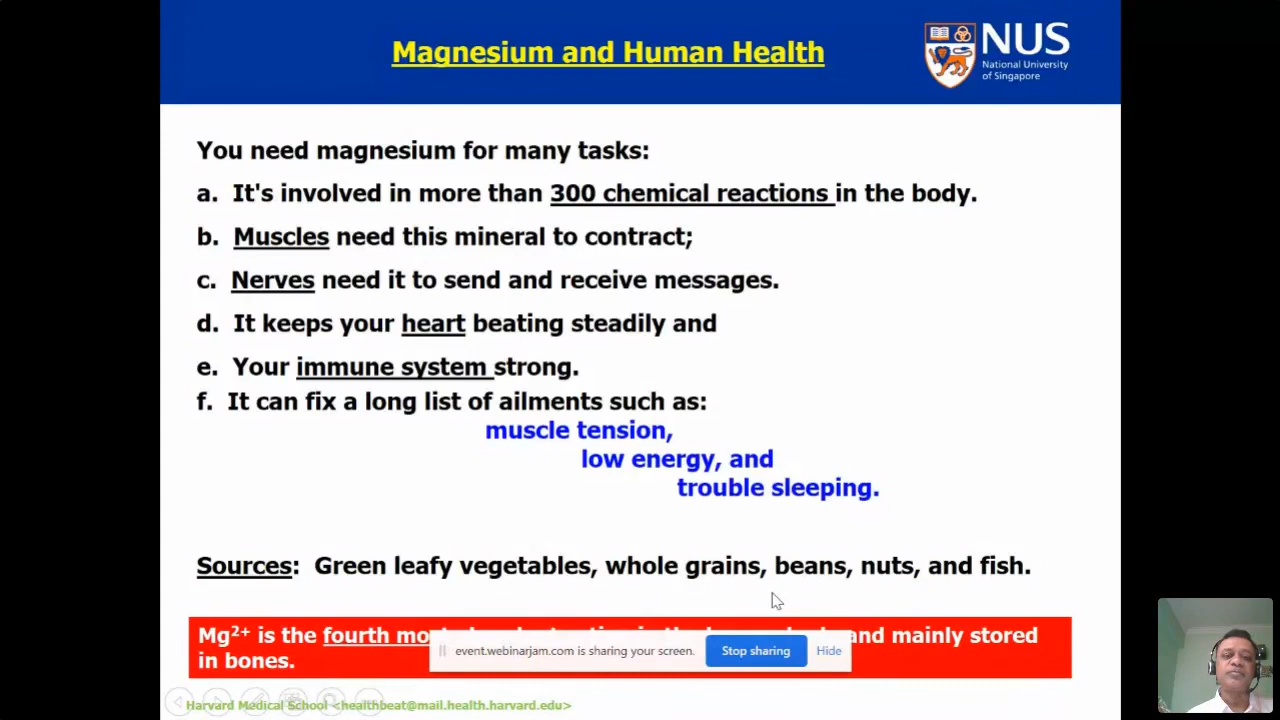 Magnesium and Human Health
NUS
National University
of Singapore
You need magnesium for many tasks:
a. It's involved in more than 300 chemical reactions in the body.
b. Muscles need this mineral to contract;
c. Nerves need it to send and receive messages.
d. It keeps your heart beating steadily and
e. Your immune system strong.
f. It can fix a long list of ailments such as:
muscle tension,
low energy, and
trouble sleeping.
Sources: Green leafy vegetables, whole grains, beans, nuts, and fish.
Mg²⁺ is the fourth and mainly stored
in bones.
event.webinarjam.com is sharing your screen. Stop sharing Hide
Harvard Medical School <healthbeat@mail.health.harvard.edu>